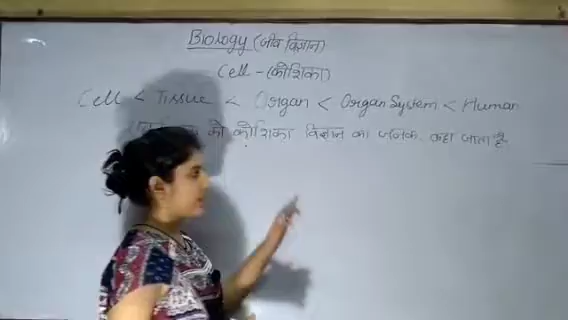 Biology (जीव विज्ञान)
Cell - (कोशिका)
Cell < Tissue < Organ < Organ System < Human
को कोशिका विज्ञान का जनक कहा जाता है